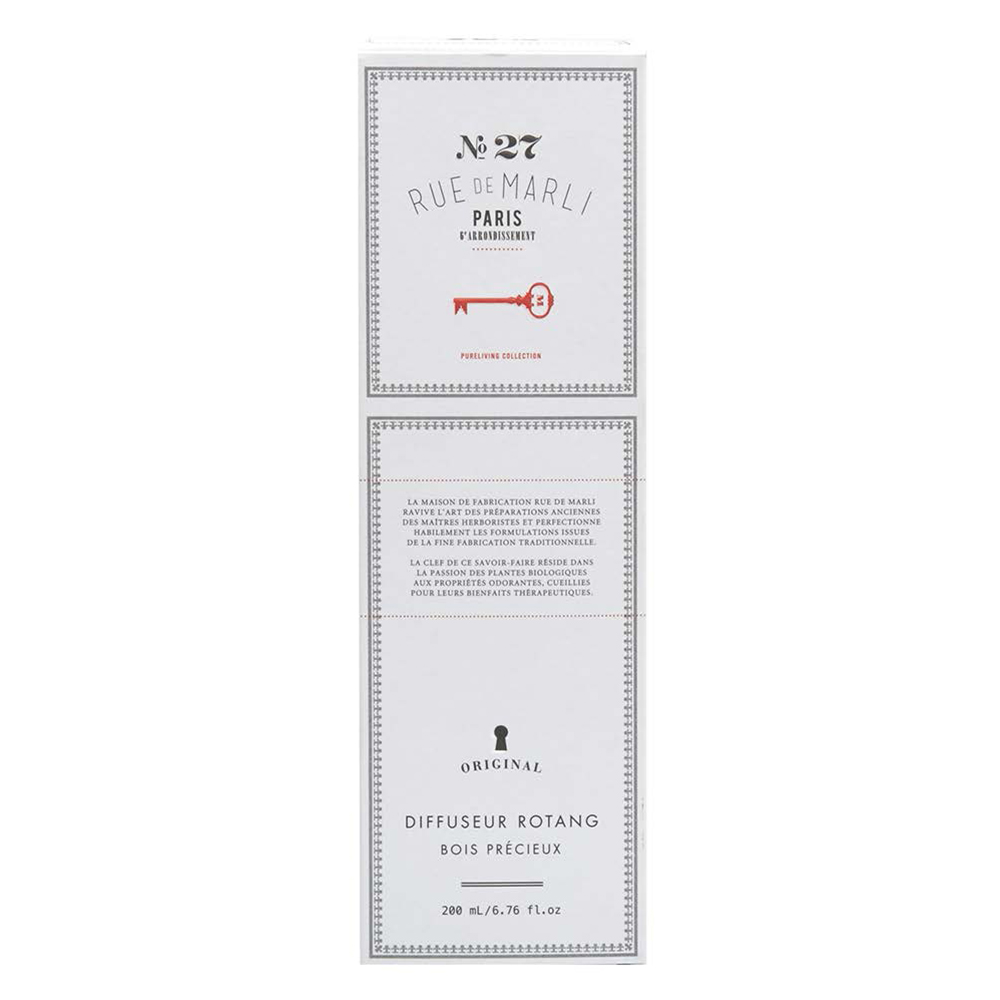 № 27
RUE DE MARLI
PARIS
6ᵉ ARRONDISSEMENT
M
PURELIVING COLLECTION
LA MAISON DE FABRICATION RUE DE MARLI
RAVIVE L'ART DES PRÉPARATIONS ANCIENNES
DES MAÎTRES HERBORISTES ET PERFECTIONNE
HABILEMENT LES FORMULATIONS ISSUES
DE LA FINE FABRICATION TRADITIONNELLE.
LA CLEF DE CE SAVOIR-FAIRE RÉSIDE DANS
LA PASSION DES PLANTES BIOLOGIQUES
AUX PROPRIÉTÉS ODORANTES, CUEILLIES
POUR LEURS BIENFAITS THÉRAPEUTIQUES.
ORIGINAL
DIFFUSEUR ROTANG
BOIS PRÉCIEUX
200 mL/6.76 fl.oz